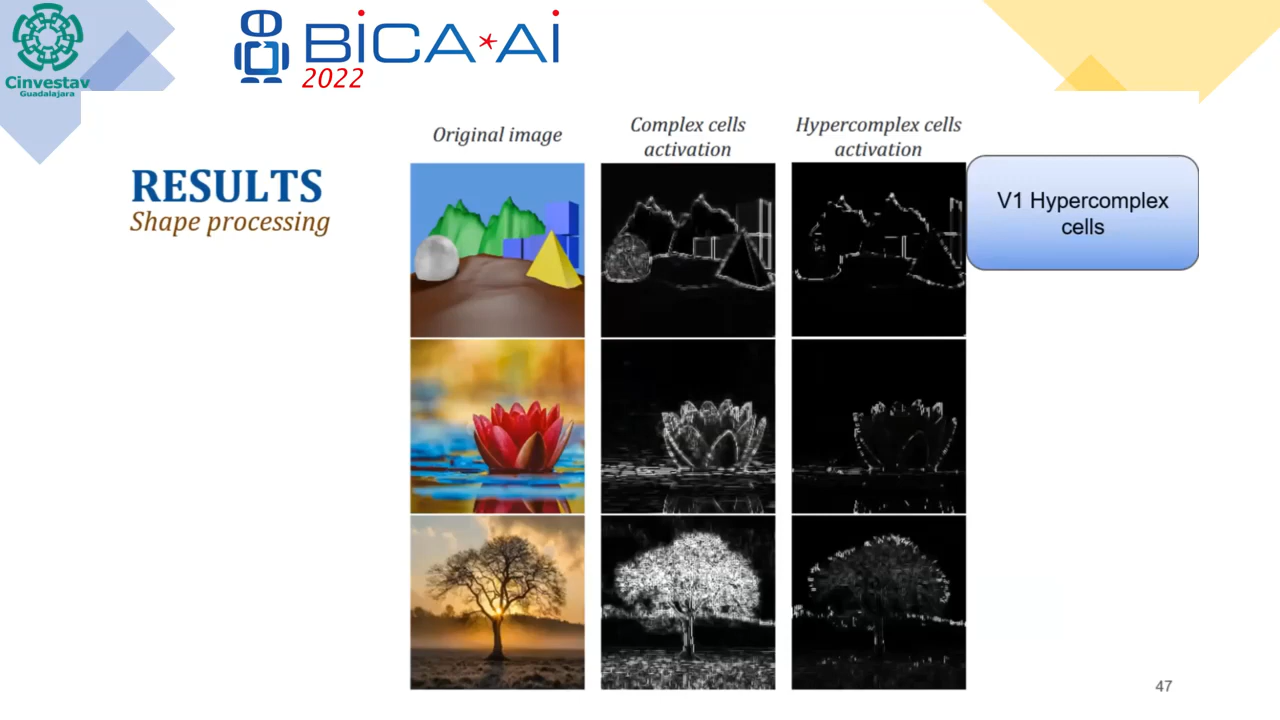 Cinvestav
Guadalajara
BiCA*Ai
2022
RESULTS
Shape processing
Original image
Complex cells
activation
Hypercomplex cells
activation
V1 Hypercomplex
cells
47